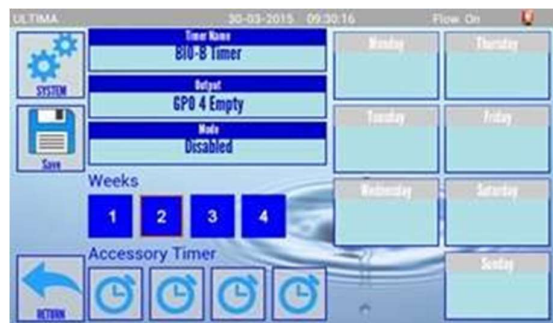 ULTIMA 30-03-2015 09:30:16 Flow On
SYSTEM
Timer Name
BIO-B Timer
Output
GPO 4 Empty
Mode
Disabled
Save
Weeks
1 2 3 4
Accessory Timer
RETURN
Monday Thursday
Tuesday Friday
Wednesday Saturday
Sunday